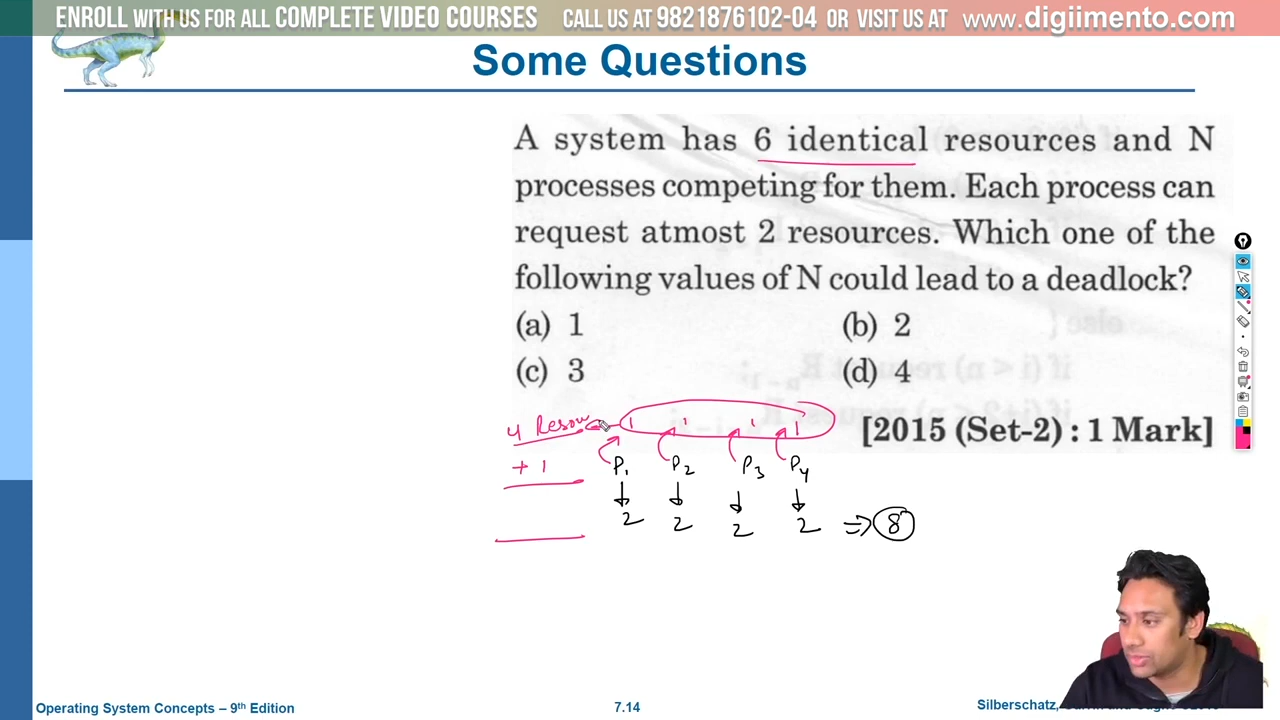 ENROLL WITH US FOR ALL COMPLETE VIDEO COURSES CALL US AT 9821876102-04 OR VISIT US AT www.digiimento.com
Some Questions
A system has 6 identical resources and N
processes competing for them. Each process can
request atmost 2 resources. Which one of the
following values of N could lead to a deadlock?
(a) 1 (b) 2
(c) 3 (d) 4
[2015 (Set-2) : 1 Mark]
4 Resou 1 1 1 1
+ 1 P1 P2 P3 P4
2 2 2 2 => 8
Operating System Concepts – 9th Edition 7.14 Silberschatz,